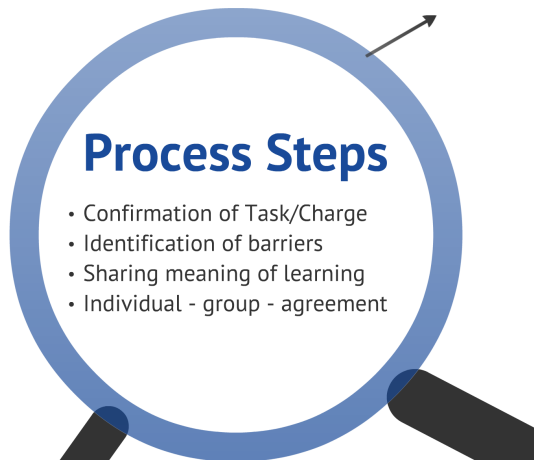 Process Steps
• Confirmation of Task/Charge
• Identification of barriers
• Sharing meaning of learning
• Individual - group - agreement